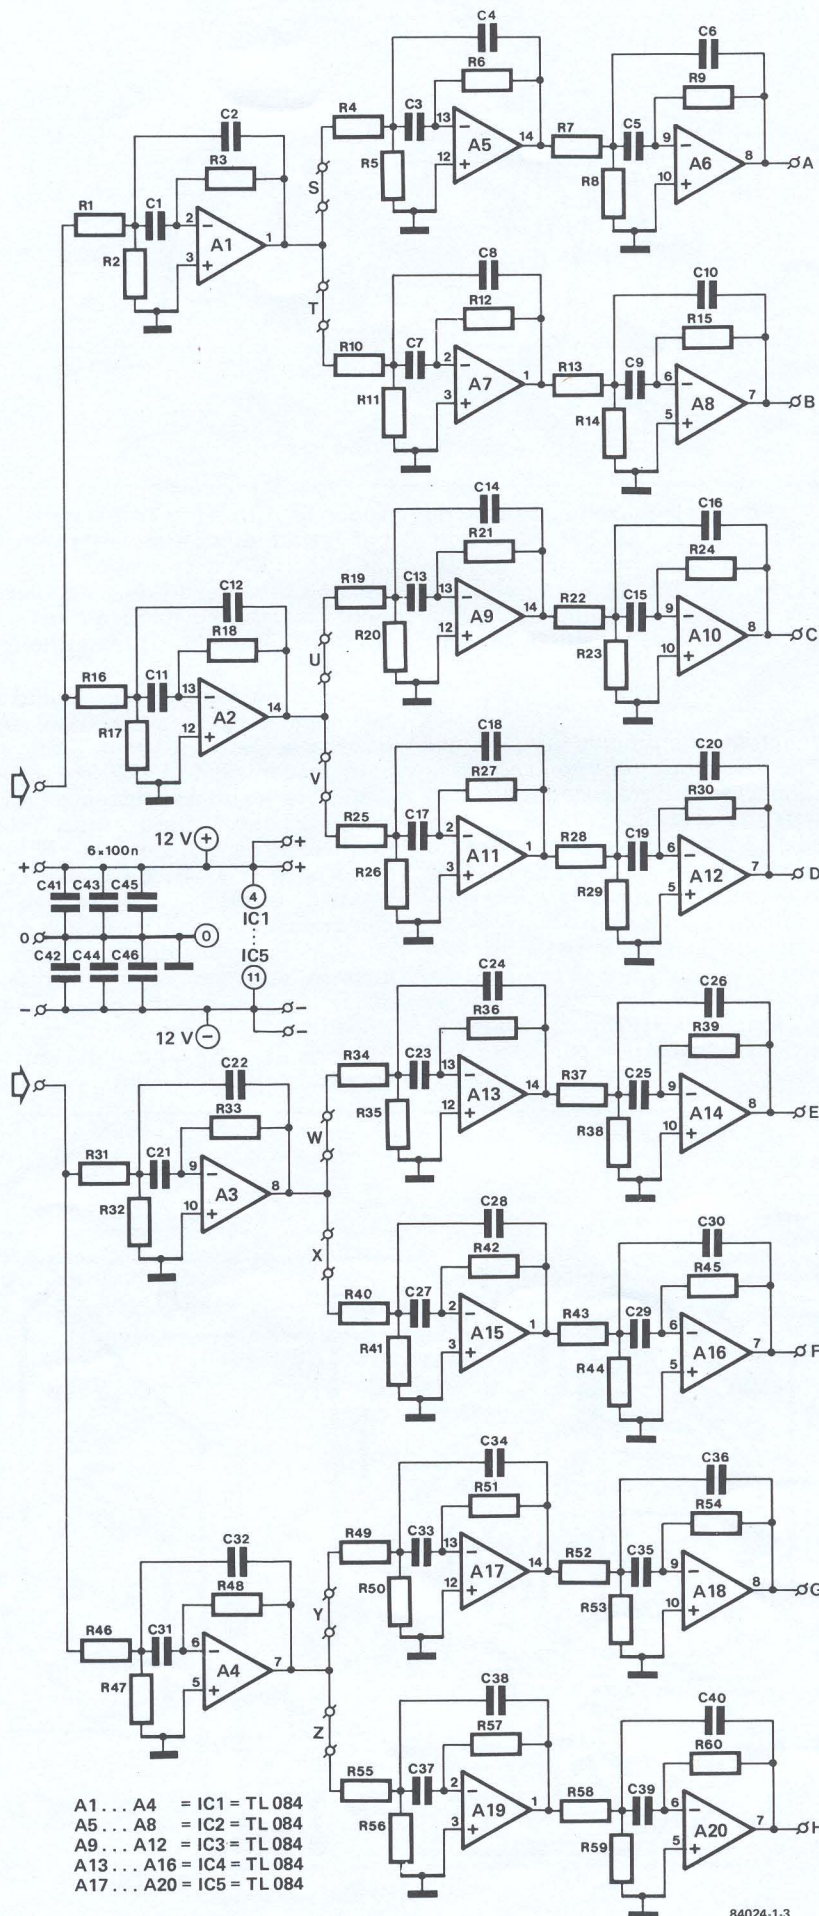 C4
R6
R4 C3 13 A5 14
R5 12
C6
R9
R7 C5 9 A6 8 A
R8 10
C2
R3
R1 C1 2 A1 1
R2 3
S
T
C8
R12
R10 C7 2 A7 1
R11 3
C10
R15
R13 C9 6 A8 7 B
R14 5
C14
R21
R19 C13 13 A9 14
R20 12
C16
R24
R22 C15 9 A10 8 C
R23 10
C12
R18
R16 C11 13 A2 14
R17 12
U
V
C18
R27
R25 C17 2 A11 1
R26 3
C20
R30
R28 C19 6 A12 7 D
R29 5
12 V +
6×100n
+ C41 C43 C45 + +
4
IC1
0 0
C42 C44 C46 IC5
11
- - -
12 V -
C24
R36
R34 C23 13 A13 14
R35 12
C26
R39
R37 C25 9 A14 8 E
R38 10
C22
R33
R31 C21 9 A3 8
R32 10
W
X
C28
R42
R40 C27 2 A15 1
R41 3
C30
R45
R43 C29 6 A16 7 F
R44 5
C34
R51
R49 C33 13 A17 14
R50 12
C36
R54
R52 C35 9 A18 8 G
R53 10
C32
R48
R46 C31 6 A4 7
R47 5
Y
Z
C38
R57
R55 C37 2 A19 1
R56 3
C40
R60
R58 C39 6 A20 7 H
R59 5
A1 . . . A4 = IC1 = TL 084
A5 . . . A8 = IC2 = TL 084
A9 . . . A12 = IC3 = TL 084
A13 . . . A16 = IC4 = TL 084
A17 . . . A20 = IC5 = TL 084
84024-1-3